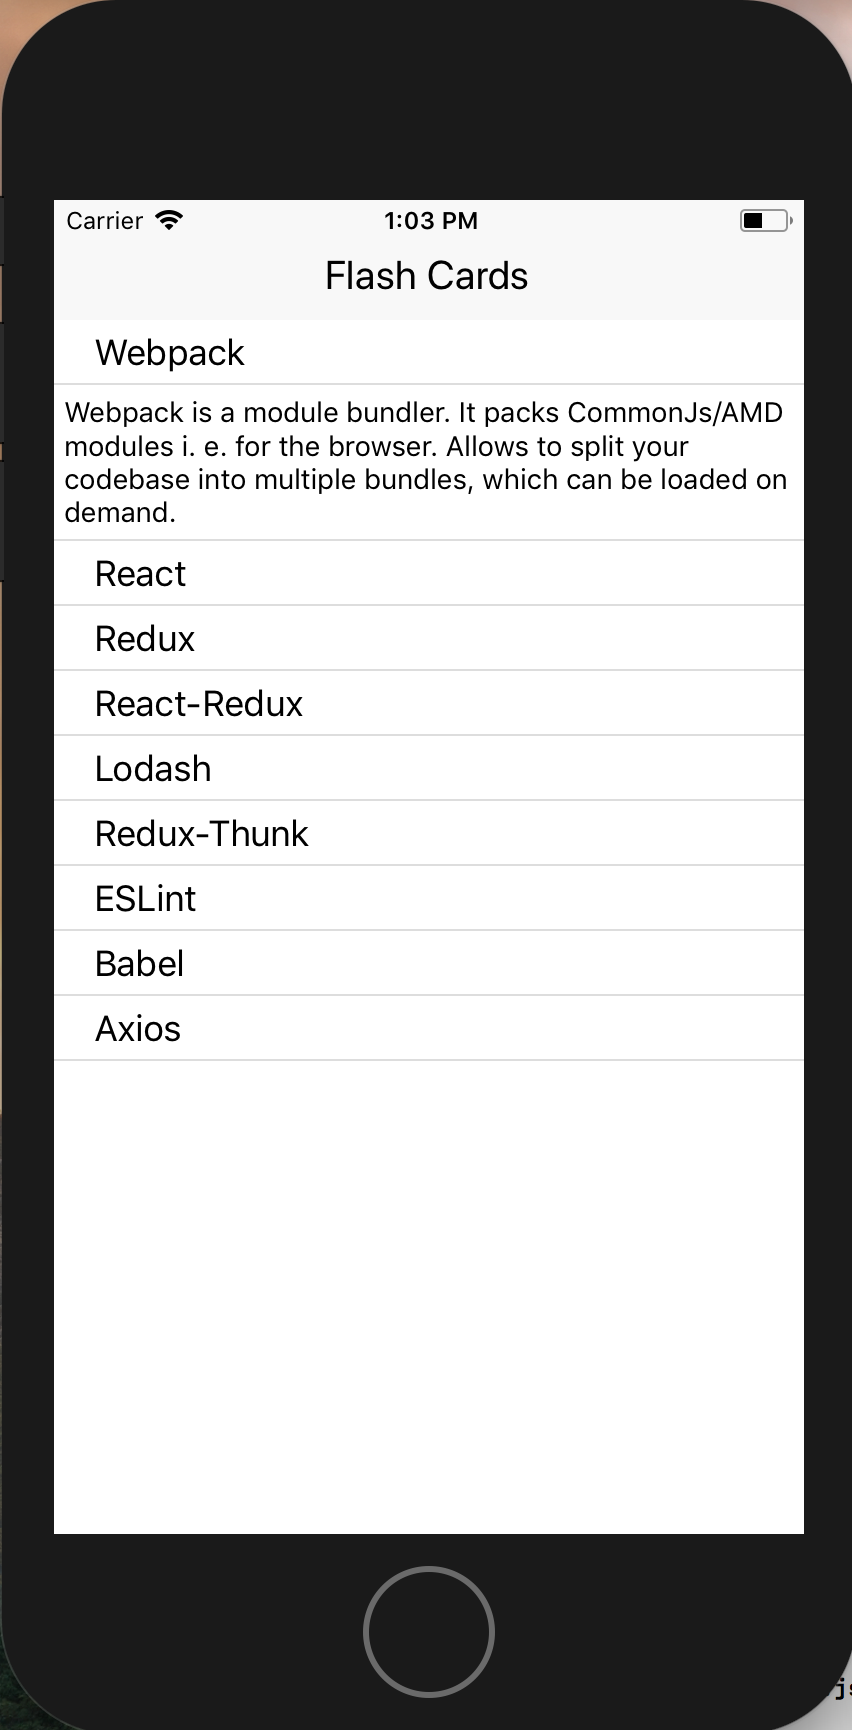 Carrier 1:03 PM
Flash Cards
Webpack
Webpack is a module bundler. It packs CommonJs/AMD
modules i. e. for the browser. Allows to split your
codebase into multiple bundles, which can be loaded on
demand.
React
Redux
React-Redux
Lodash
Redux-Thunk
ESLint
Babel
Axios